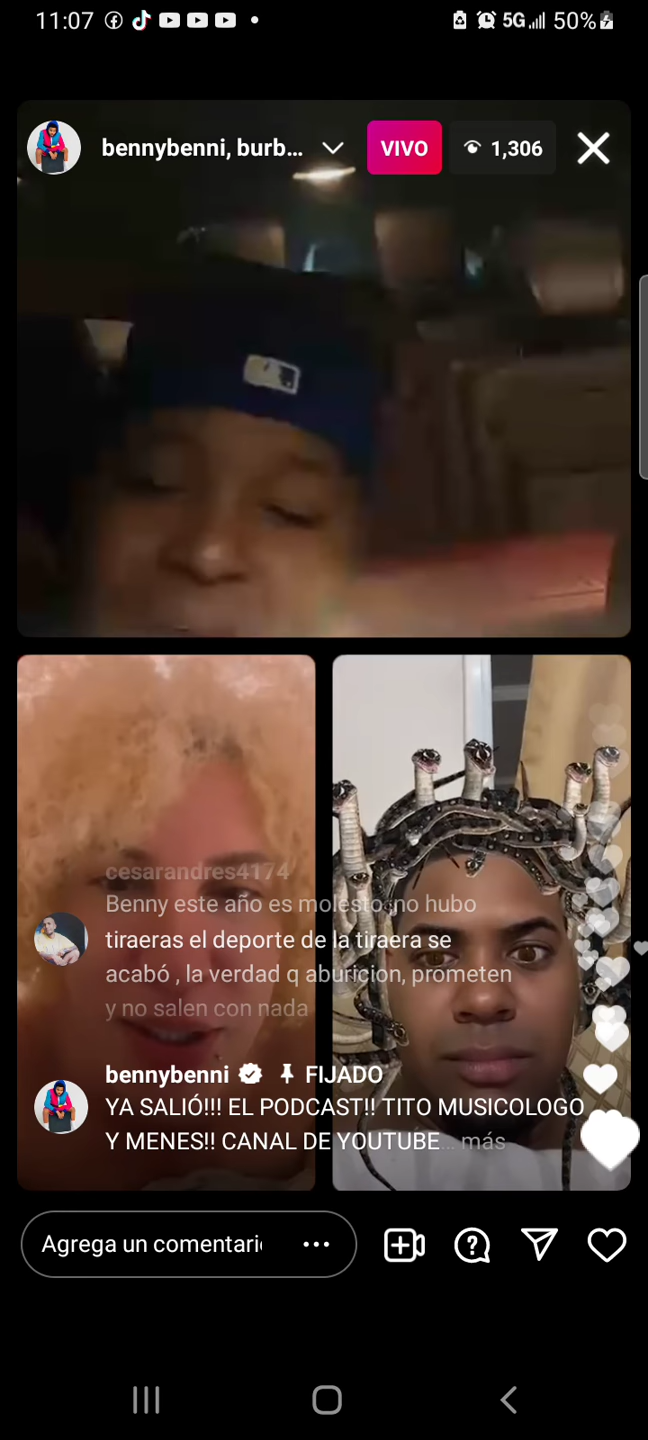 11:07
5G
50%
bennybenni, burb...
VIVO
1,306
cesarandres4174
Benny este año es molesto, no hubo
tiraeras el deporte de la tiraera se
acabó , la verdad q aburicion, prometen
y no salen con nada
bennybenni
FIJADO
YA SALIÓ!!! EL PODCAST!! TITO MUSICOLOGO
Y MENES!! CANAL DE YOUTUBE... más
Agrega un comentari